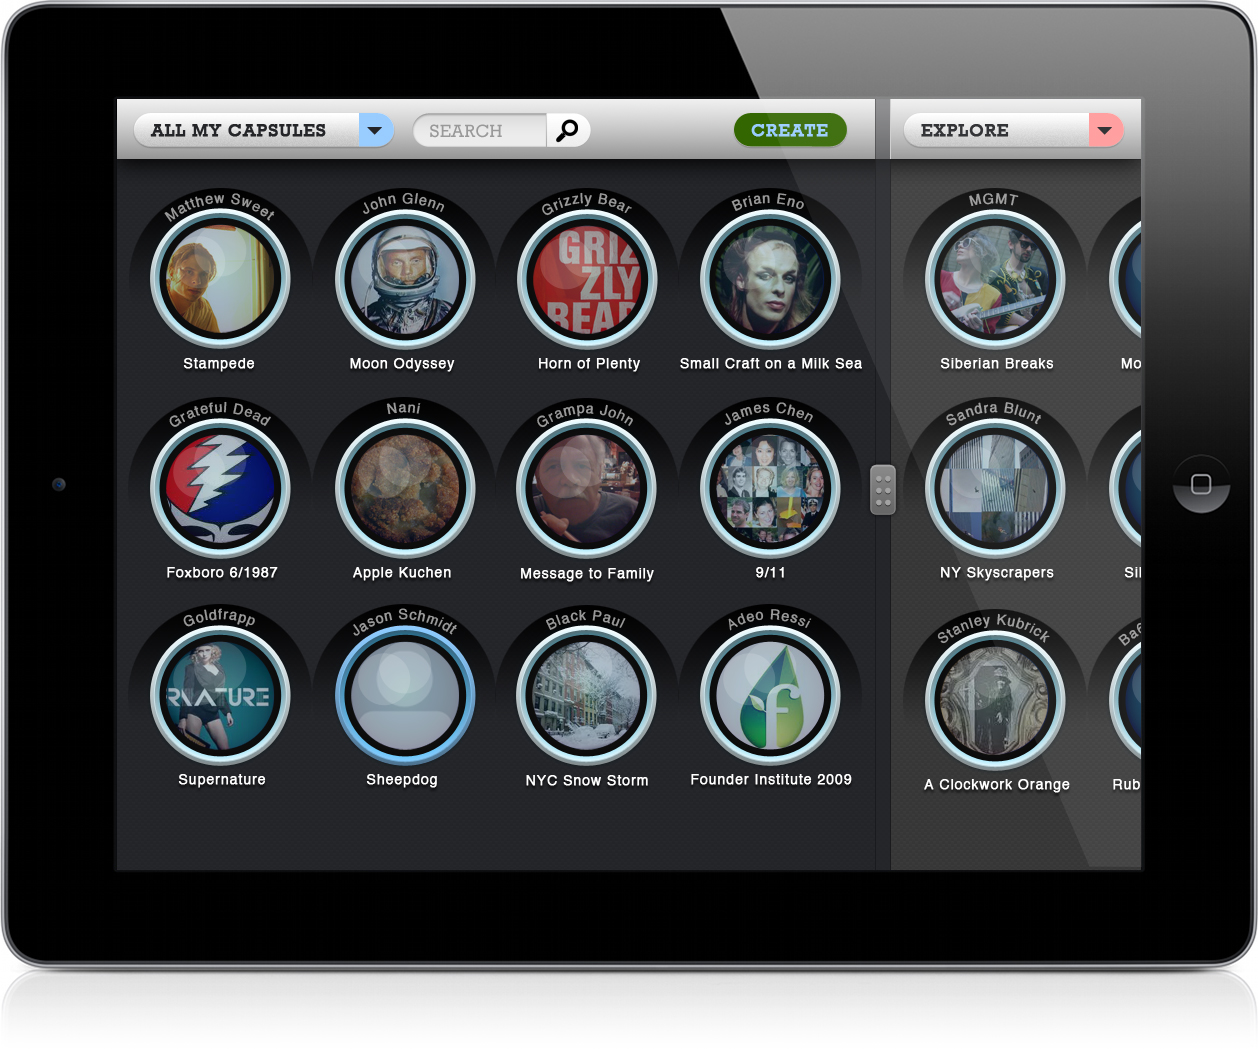 ALL MY CAPSULES
SEARCH
CREATE
EXPLORE
Matthew Sweet
John Glenn
Grizzly Bear
Brian Eno
MGMT
GRIZ
ZLY
BEAR
Stampede
Moon Odyssey
Horn of Plenty
Small Craft on a Milk Sea
Siberian Breaks
Mo
Grateful Dead
Nani
Grampa John
James Chen
Sandra Blunt
Foxboro 6/1987
Apple Kuchen
Message to Family
9/11
NY Skyscrapers
Sil
Goldfrapp
Jason Schmidt
Black Paul
Adeo Ressi
Stanley Kubrick
RNATURE
f
Supernature
Sheepdog
NYC Snow Storm
Founder Institute 2009
A Clockwork Orange
Rub